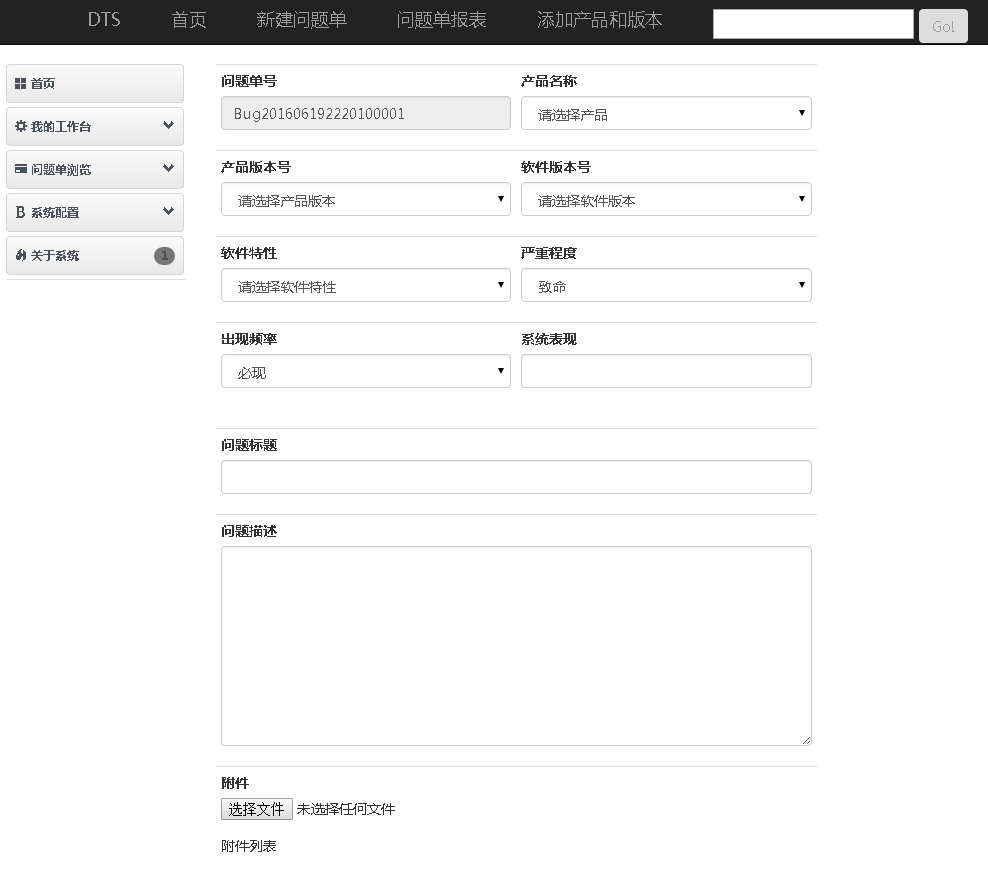 DTS 首页 新建问题单 问题单报表 添加产品和版本 Go!
首页
我的工作台
问题单浏览
系统配置
关于系统 1
问题单号 产品名称
Bug201606192220100001 请选择产品
产品版本号 软件版本号
请选择产品版本 请选择软件版本
软件特性 严重程度
请选择软件特性 致命
出现频率 系统表现
必现
问题标题
问题描述
附件
选择文件 未选择任何文件
附件列表